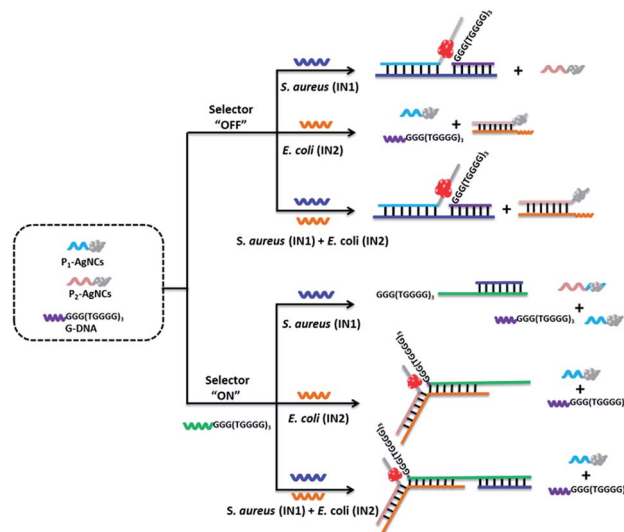 GGG(TGGGG)₃
S. aureus (IN1)
+
Selector
“OFF”
E. coli (IN2)
+
GGG(TGGGG)₃
GGG(TGGGG)₃
S. aureus (IN1) + E. coli (IN2)
+
P₁-AgNCs
P₂-AgNCs
GGG(TGGGG)₃
G-DNA
GGG(TGGGG)₃
S. aureus (IN1)
+
GGG(TGGGG)₃
Selector
“ON”
GGG(TGGGG)₃
GGG(TGGGG)₃
E. coli (IN2)
+
GGG(TGGGG)
GGG(TGGGG)₃
S. aureus (IN1) + E. coli (IN2)
+
GGG(TGGGG)₃